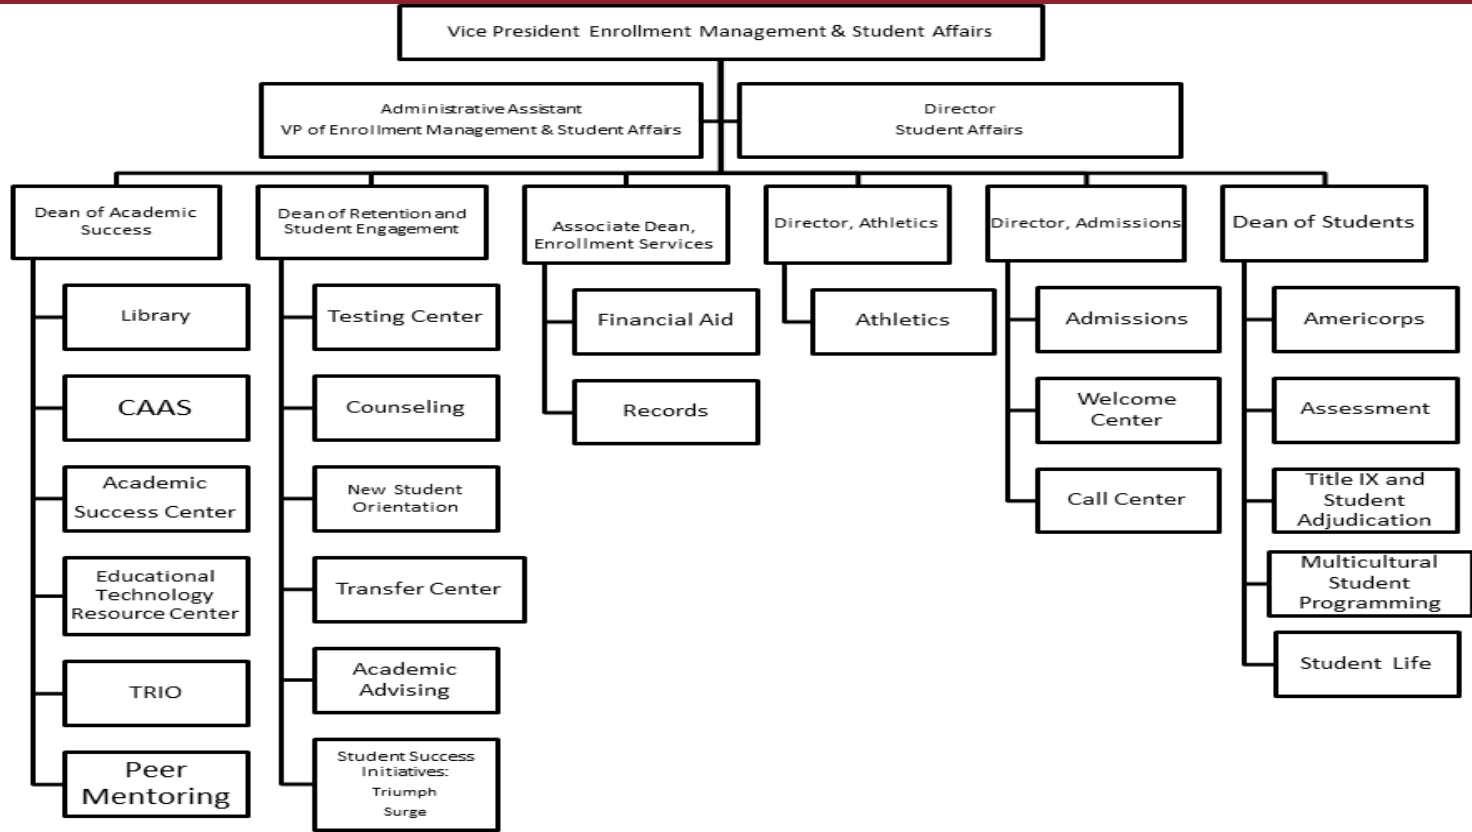 Vice President Enrollment Management & Student Affairs
Administrative Assistant
VP of Enrollment Management & Student Affairs
Director
Student Affairs
Dean of Academic
Success
Library
CAAS
Academic
Success Center
Educational
Technology
Resource Center
TRIO
Peer
Mentoring
Dean of Retention and
Student Engagement
Testing Center
Counseling
New Student
Orientation
Transfer Center
Academic
Advising
Student Success
Initiatives:
Triumph
Surge
Associate Dean,
Enrollment Services
Financial Aid
Records
Director, Athletics
Athletics
Director, Admissions
Admissions
Welcome
Center
Call Center
Dean of Students
Americorps
Assessment
Title IX and
Student
Adjudication
Multicultural
Student
Programming
Student Life